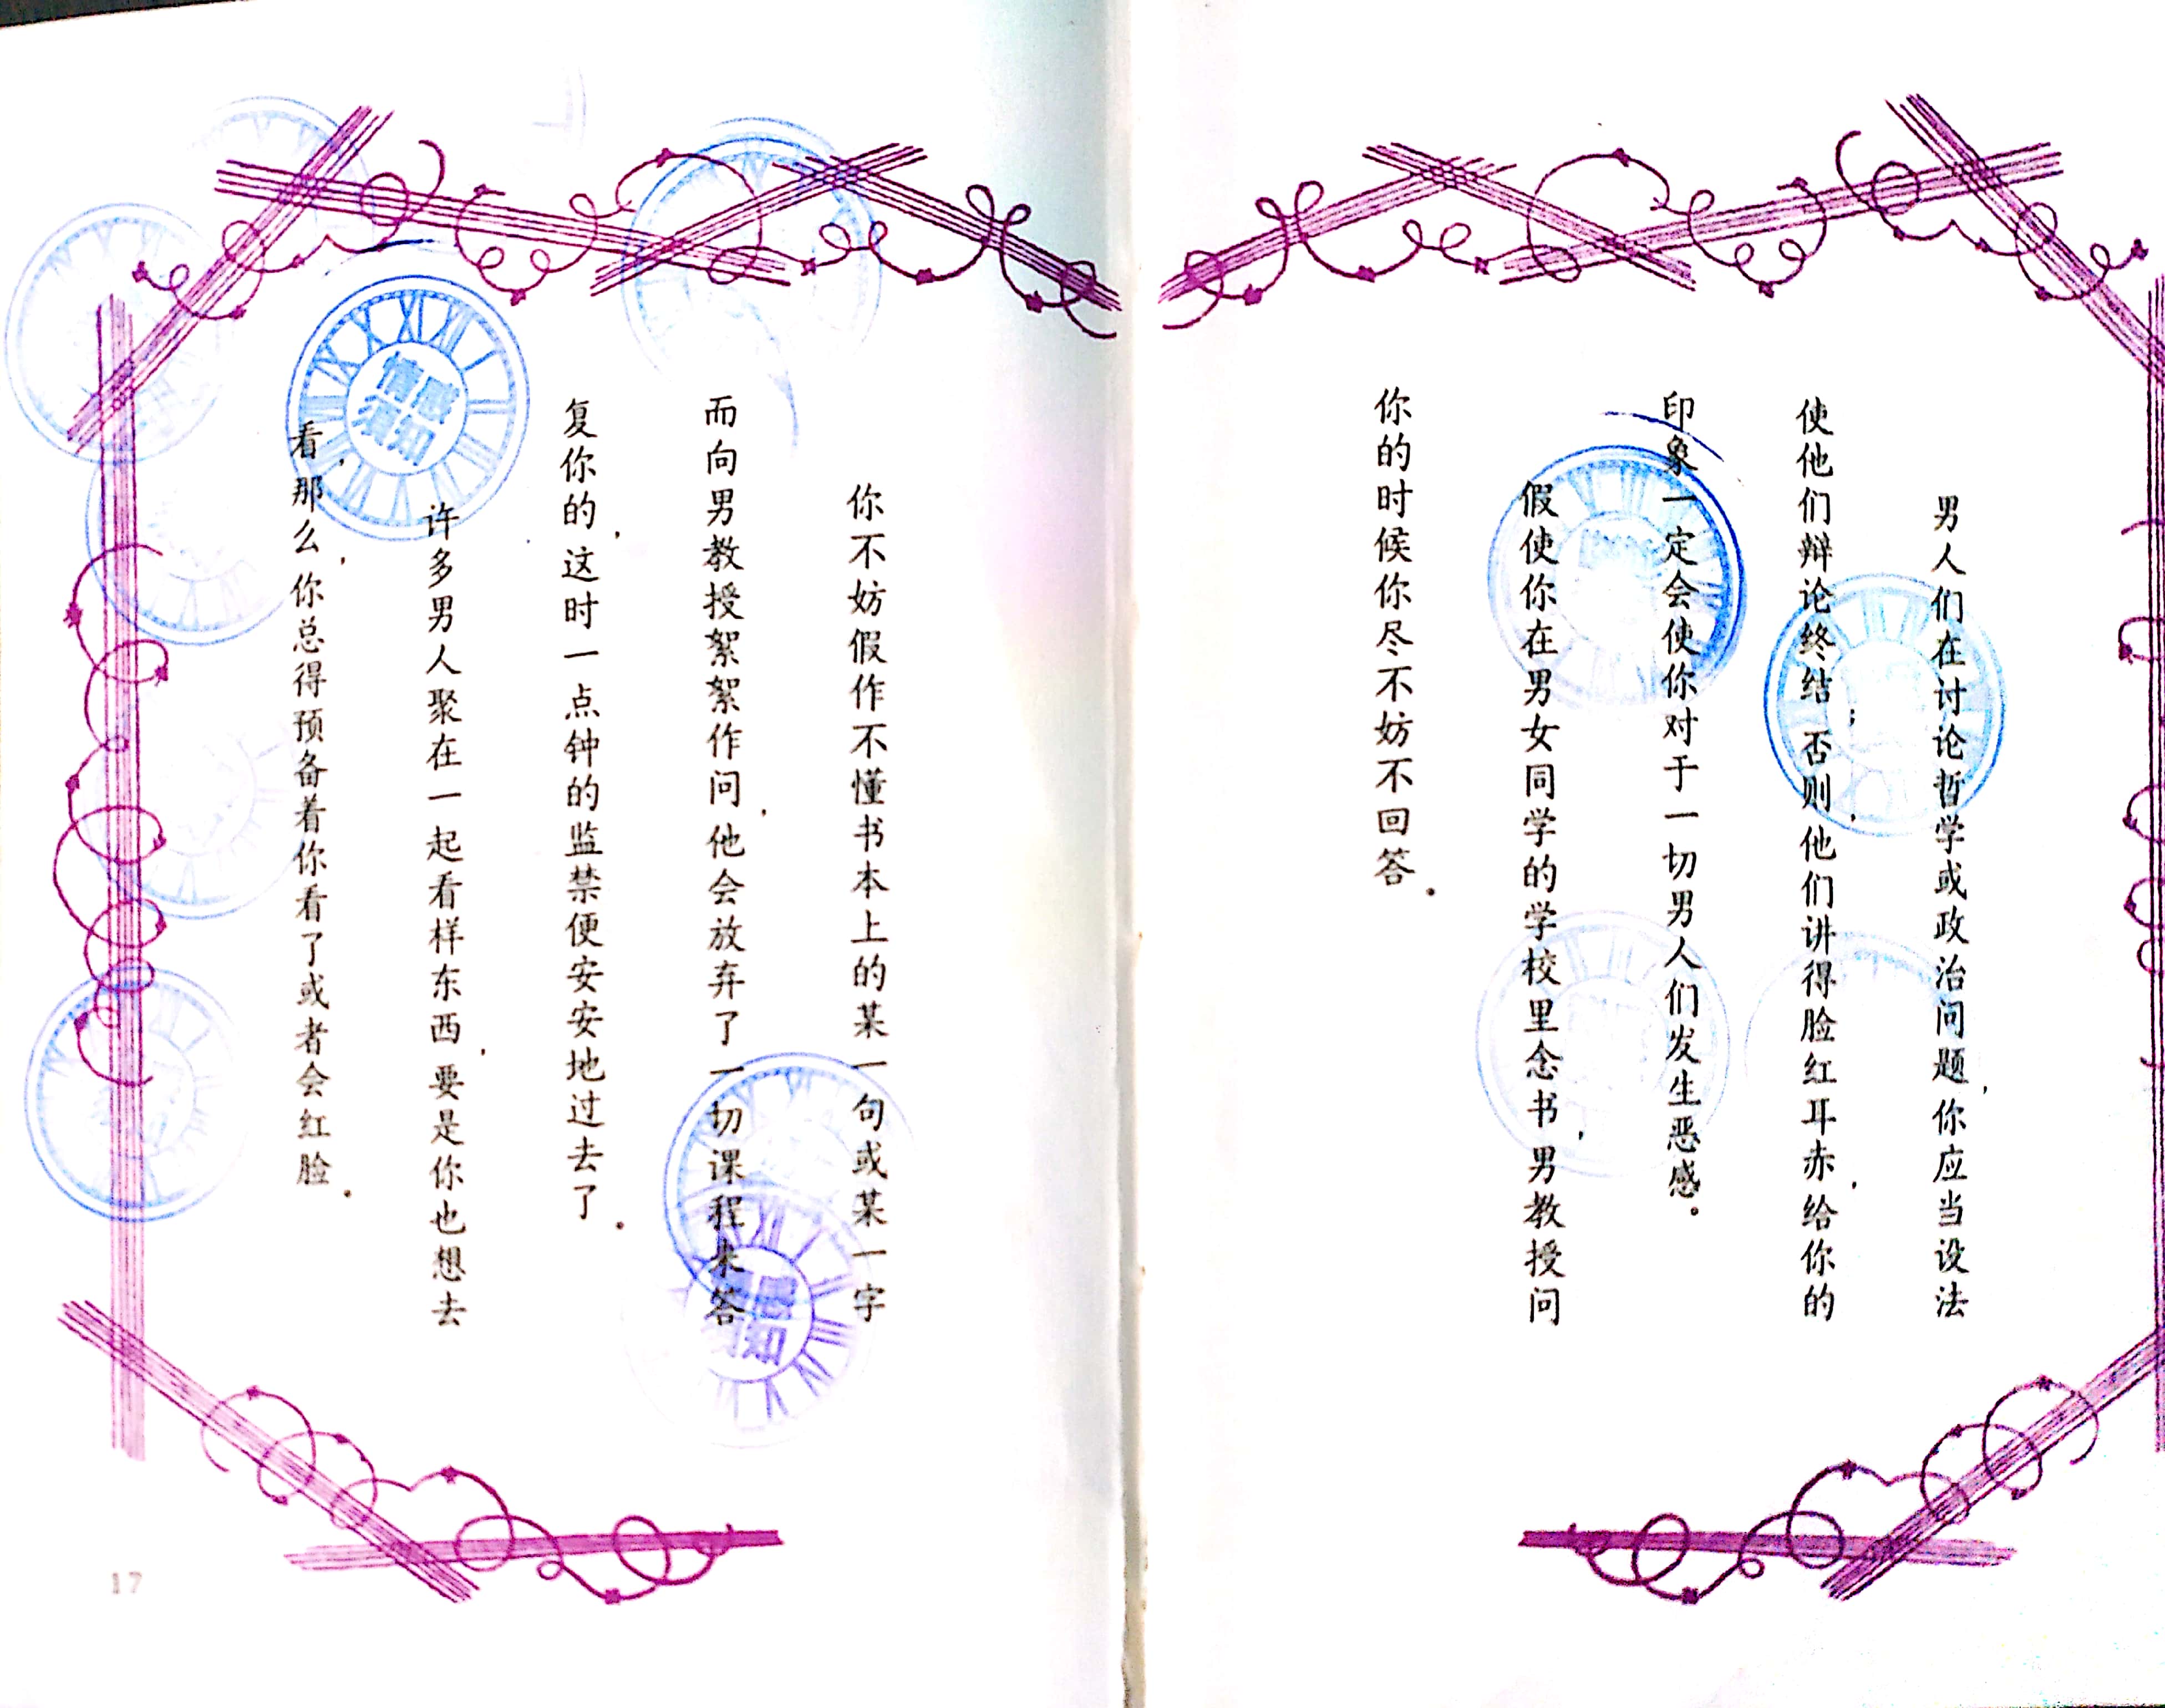 男人们在讨论哲学或政治问题，你应当设法
使他们辩论终结；否则，他们讲得脸红耳赤，给你的
印象一定会使你对于一切男人们发生恶感。
假使你在男女同学的学校里念书，男教授问
你的时候你尽不妨不回答。
你不妨假作不懂书本上的某一句或某一字
而向男教授絮絮作问，他会放弃了一切课程来答
复你的，这时一点钟的监禁便安安地过去了。
许多男人聚在一起看样东西，要是你也想去
看，那么，你总得预备着你看了或者会红脸。
情感
须知
情感
须知
17